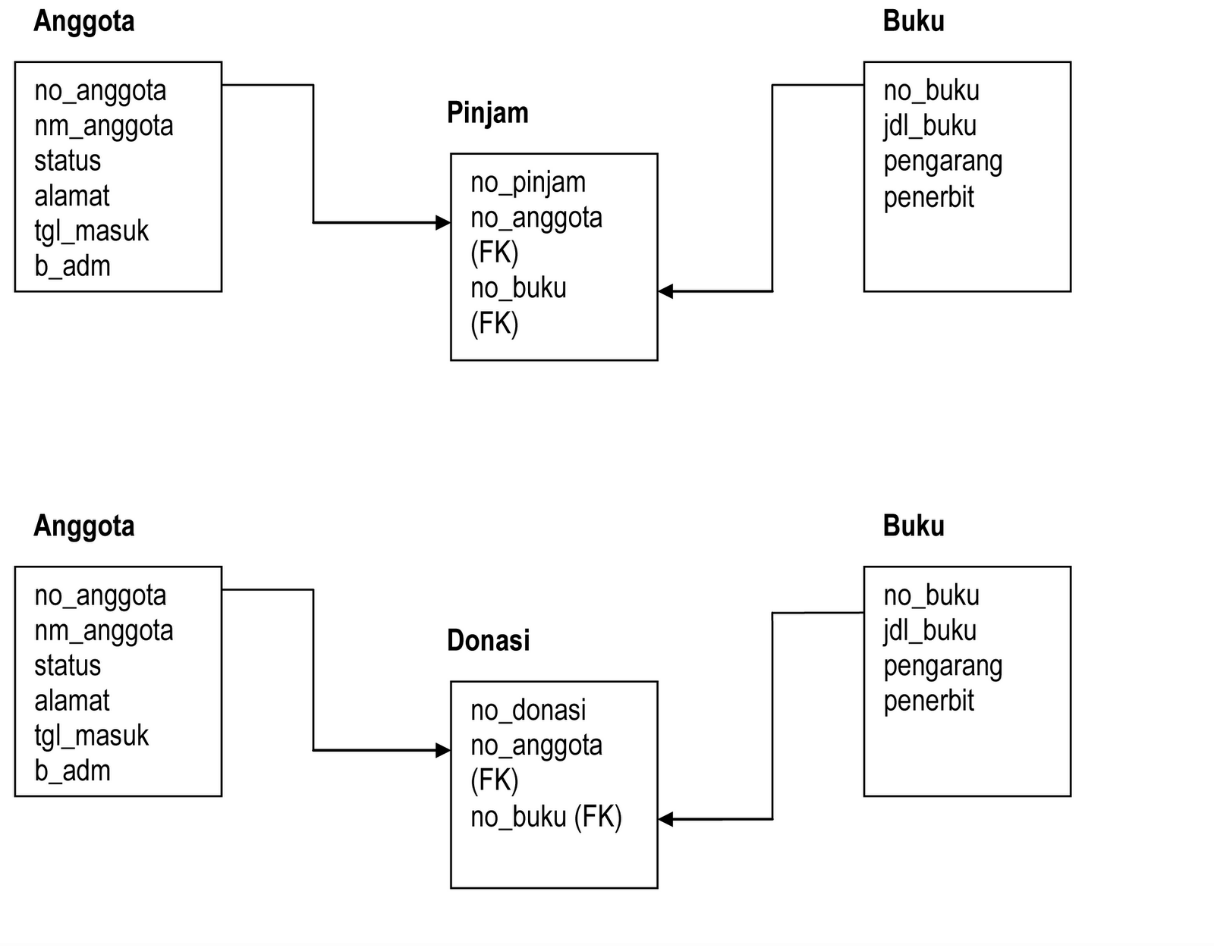 Anggota
no_anggota
nm_anggota
status
alamat
tgl_masuk
b_adm
Pinjam
no_pinjam
no_anggota
(FK)
no_buku
(FK)
Buku
no_buku
jdl_buku
pengarang
penerbit
Anggota
no_anggota
nm_anggota
status
alamat
tgl_masuk
b_adm
Donasi
no_donasi
no_anggota
(FK)
no_buku (FK)
Buku
no_buku
jdl_buku
pengarang
penerbit